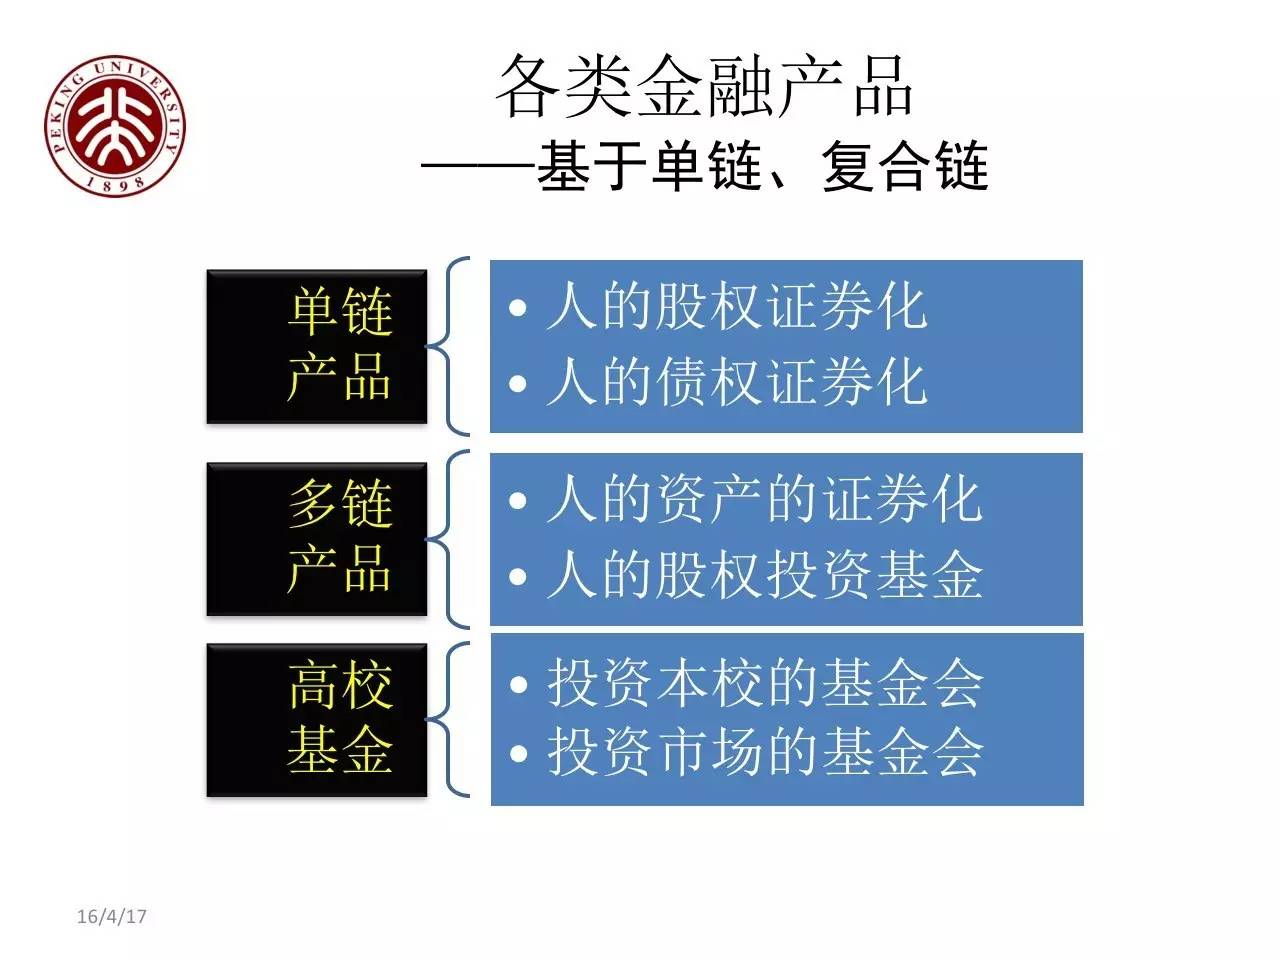 PEKING UNIVERSITY
1898
各类金融产品
——基于单链、复合链
单链
产品
• 人的股权证券化
• 人的债权证券化
多链
产品
• 人的资产的证券化
• 人的股权投资基金
高校
基金
• 投资本校的基金会
• 投资市场的基金会
16/4/17